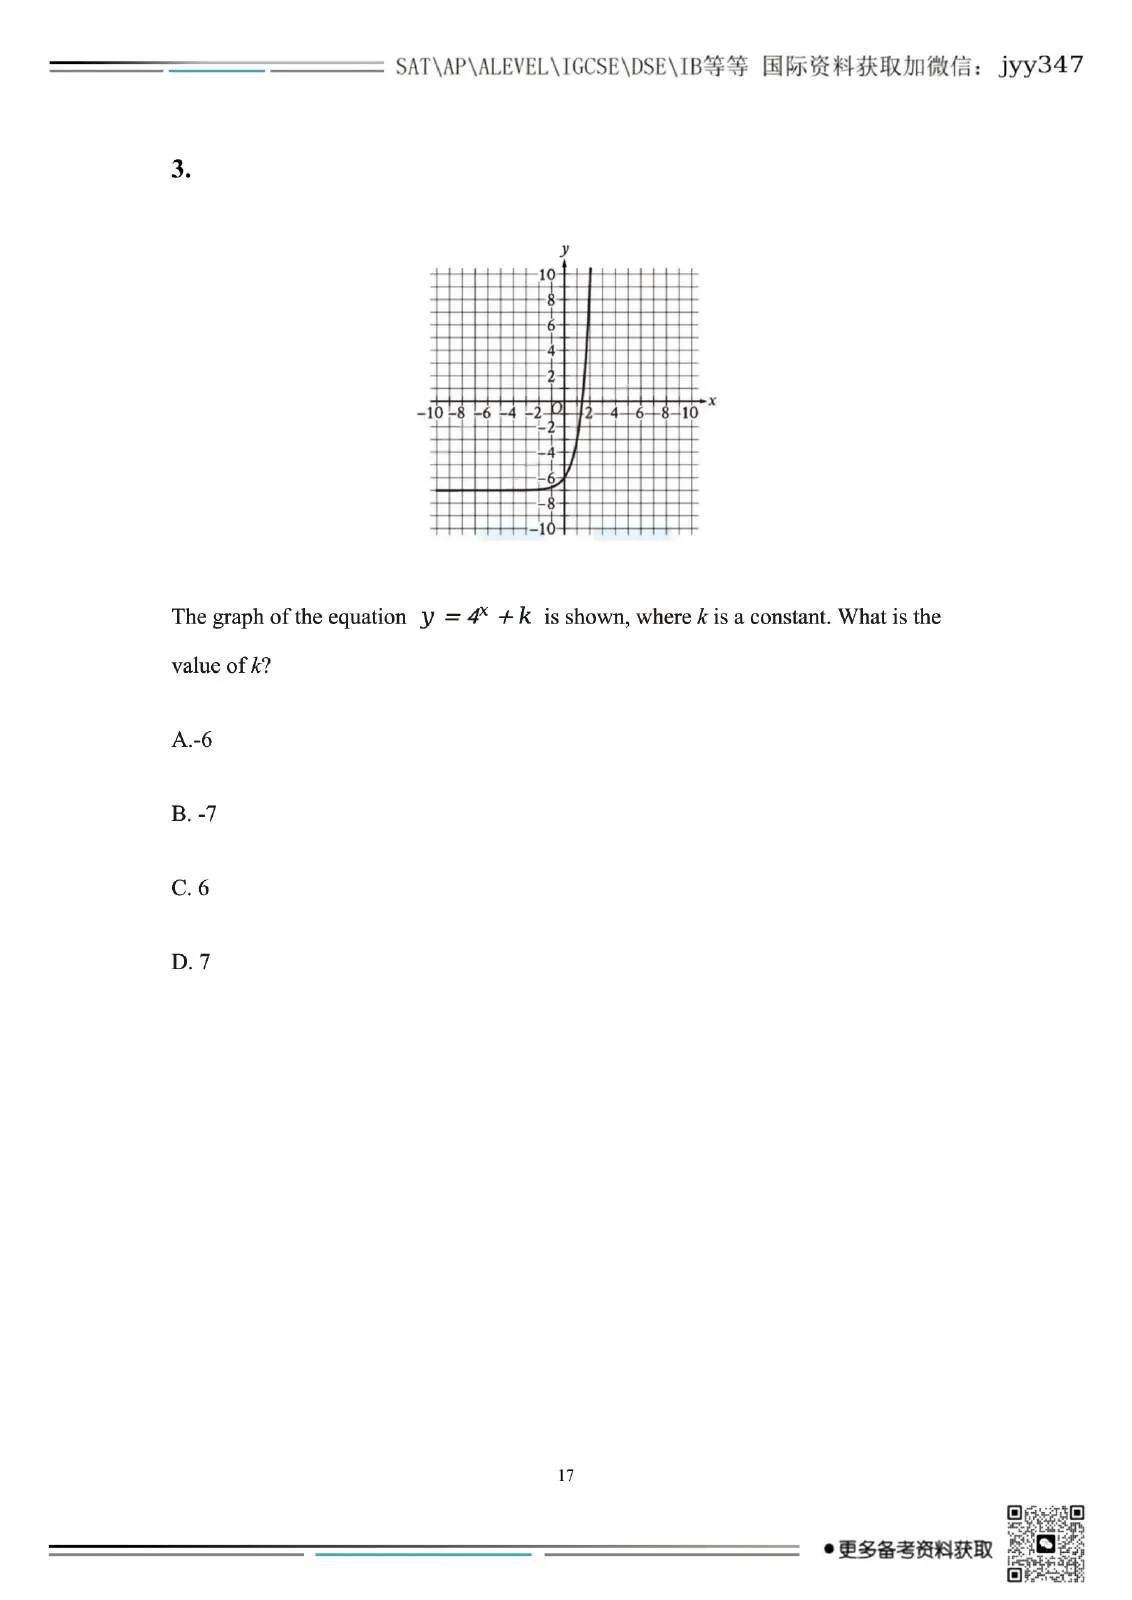 SAT\AP\ALEVEL\IGCSE\DSE\IB等等 国际资料获取加微信： jyy347
3.
y
10
8
6
4
2
-10 -8 -6 -4 -2 O 2 4 6 8 10 x
-2
-4
-6
-8
-10
The graph of the equation y = 4ˣ + k is shown, where k is a constant. What is the
value of k?
A.-6
B. -7
C. 6
D. 7
17
●更多备考资料获取